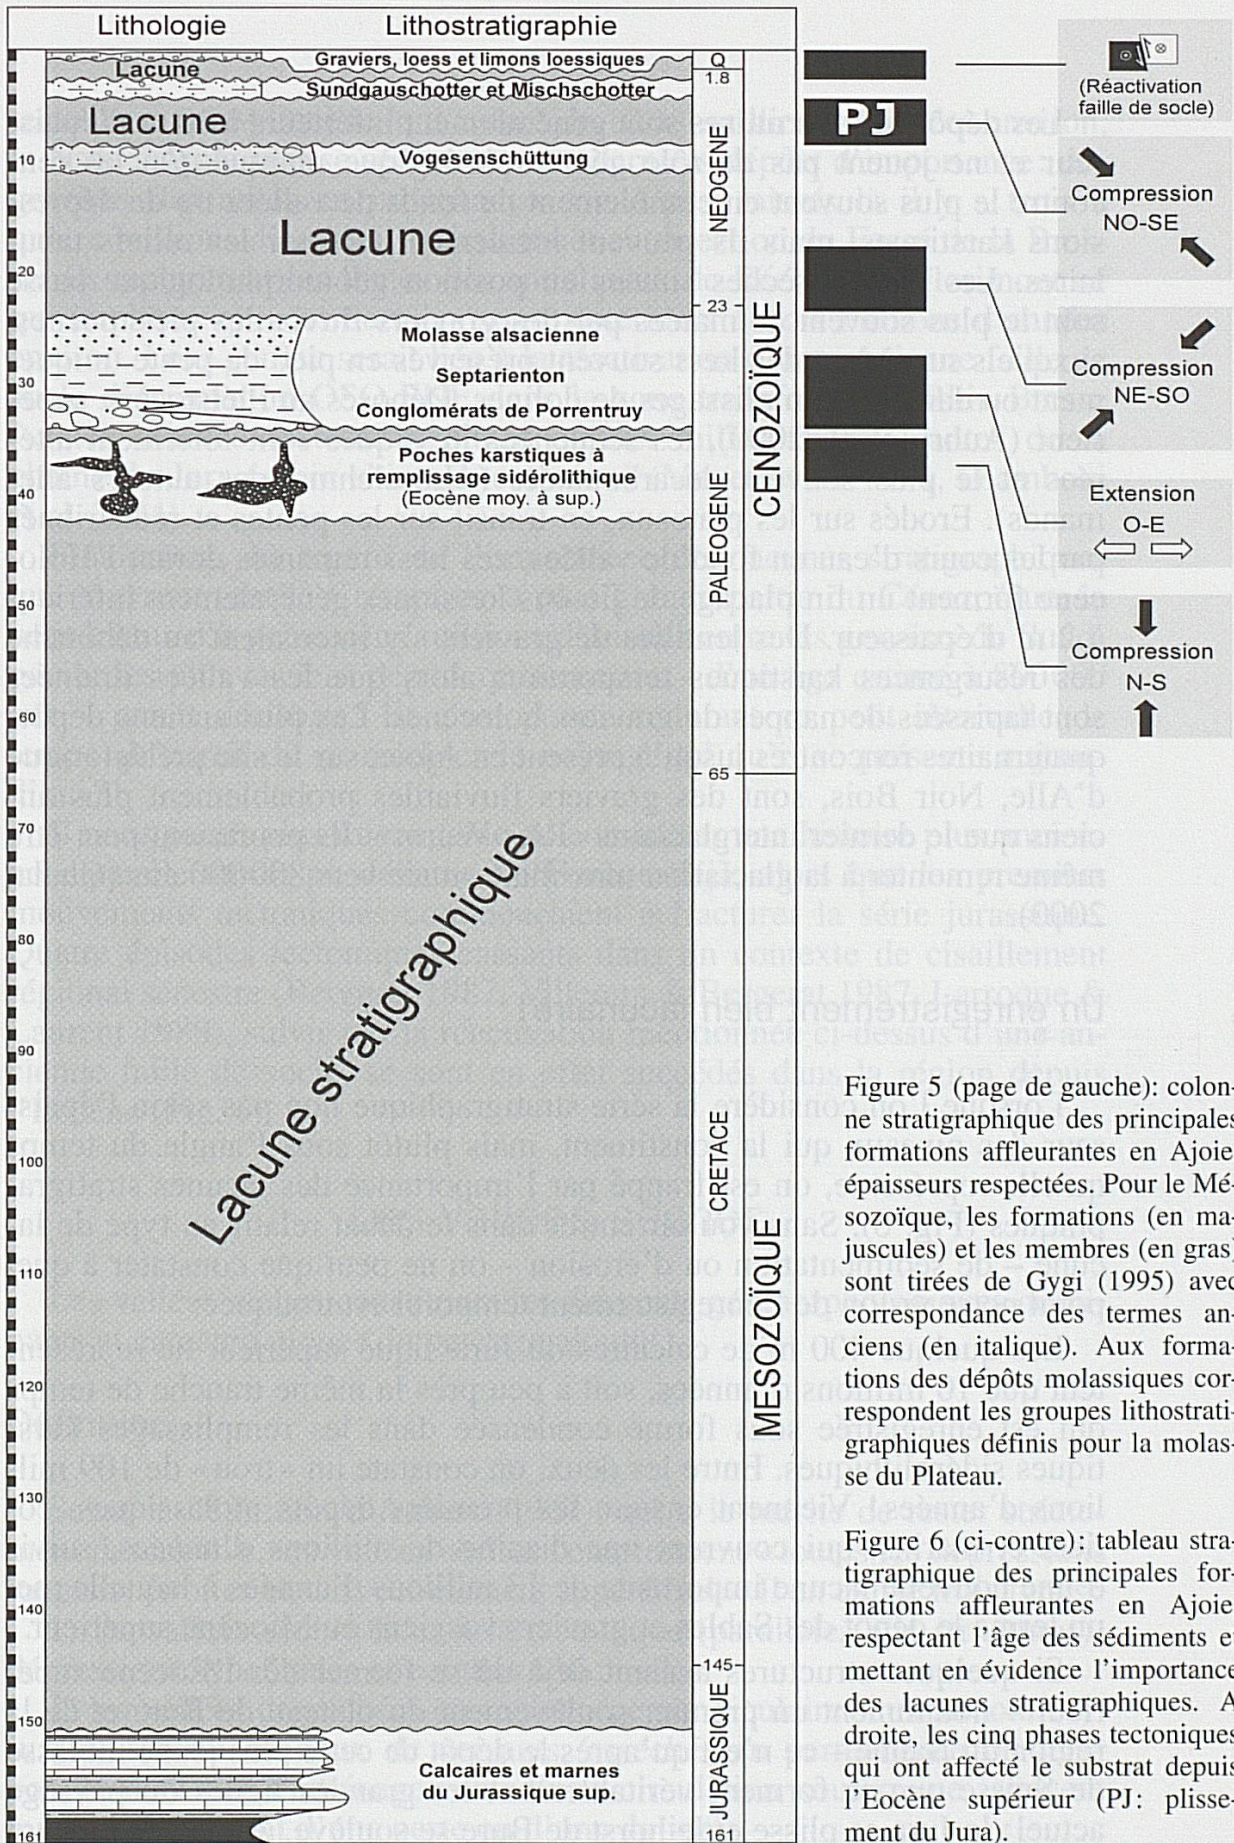 Lithologie
Lithostratigraphie
Lacune
Graviers, loess et limons loessiques
Q
1.8
Sundgauschotter et Mischschotter
PJ
(Réactivation
faille de socle)
Lacune
10
Vogesenschüttung
NEOGENE
Compression
NO-SE
Lacune
20
23
CENOZOÏQUE
Molasse alsacienne
Septarienton
30
Conglomérats de Porrentruy
Compression
NE-SO
Poches karstiques à
remplissage sidérolithique
(Eocène moy. à sup.)
40
PALEOGENE
Extension
O-E
50
Compression
N-S
60
65
70
80
Lacune stratigraphique
90
100
CRETACE
110
120
MESOZOÏQUE
130
140
145
150
Calcaires et marnes
du Jurassique sup.
JURASSIQUE
161
161
Figure 5 (page de gauche): colon-
ne stratigraphique des principales
formations affleurantes en Ajoie,
épaisseurs respectées. Pour le Mé-
sozoïque, les formations (en ma-
juscules) et les membres (en gras)
sont tirées de Gygi (1995) avec
correspondance des termes an-
ciens (en italique). Aux forma-
tions des dépôts molassiques cor-
respondent les groupes lithostrati-
graphiques définis pour la molas-
se du Plateau.
Figure 6 (ci-contre): tableau stra-
tigraphique des principales for-
mations affleurantes en Ajoie
respectant l'âge des sédiments et
mettant en évidence l'importance
des lacunes stratigraphiques. A
droite, les cinq phases tectoniques
qui ont affecté le substrat depuis
l'Eocène supérieur (PJ: plisse-
ment du Jura).